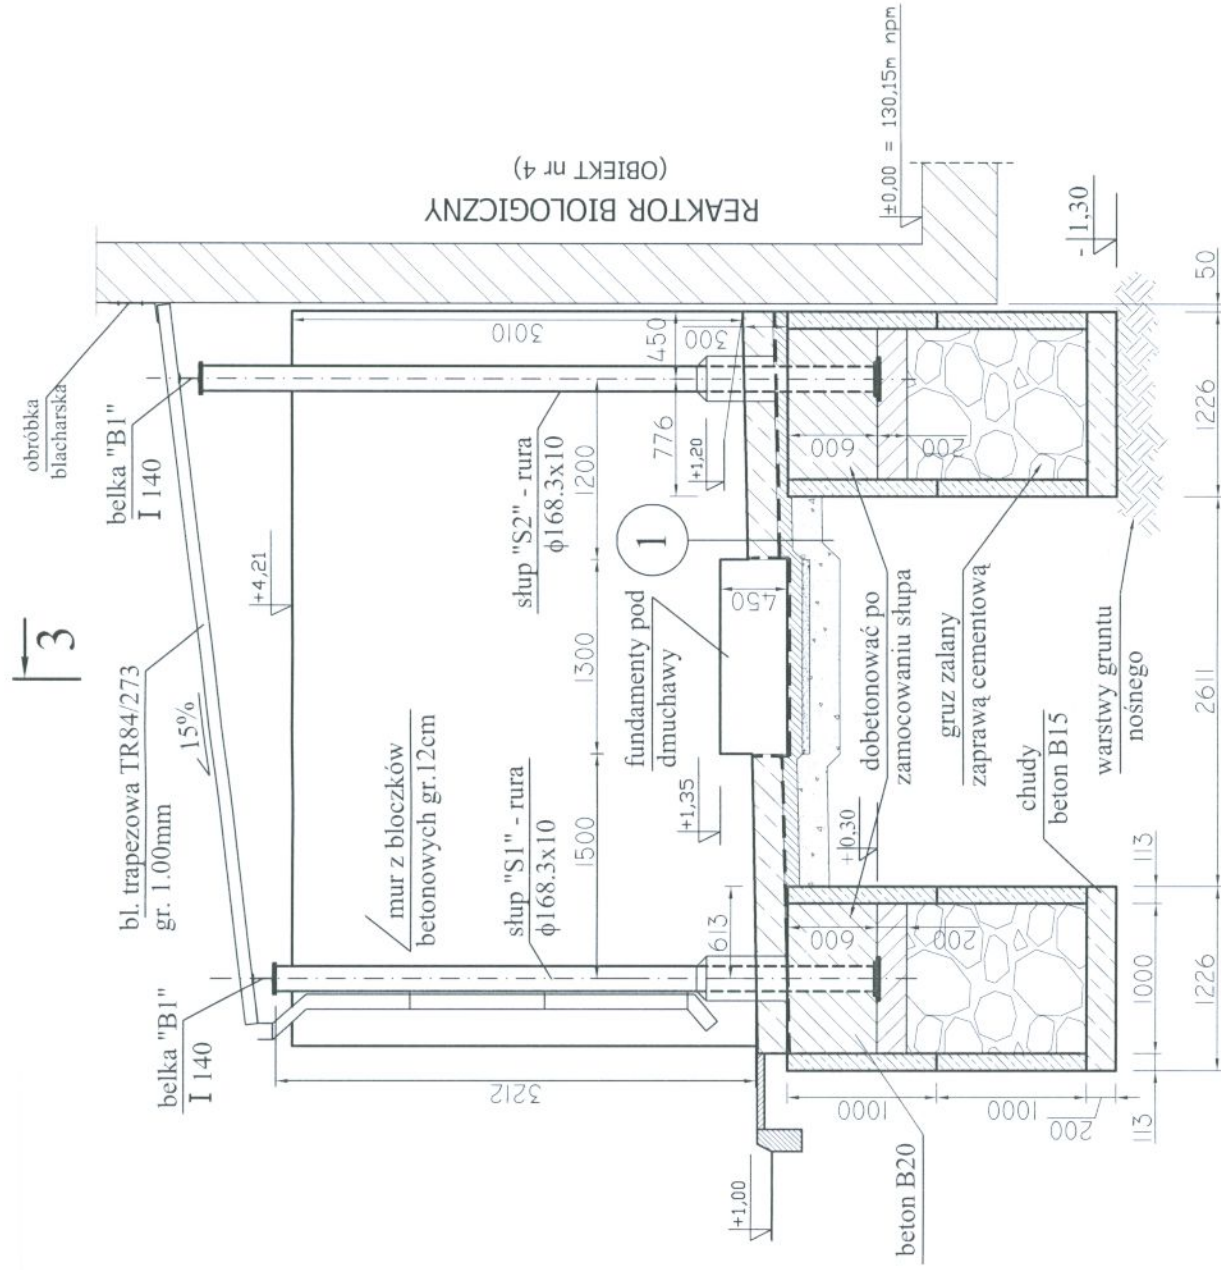 3
obróbka
blacharska
belka "B1"
I 140
bl. trapezowa TR84/273
gr. 1.00mm
15%
belka "B1"
I 140
+4,21
mur z bloczków
betonowych gr.12cm
słup "S1" - rura
ϕ168.3x10
słup "S2" - rura
ϕ168.3x10
REAKTOR BIOLOGICZNY
(OBIEKT nr 4)
±0,00 = 130,15m npm
- 1,30
3010
3212
1500
1300
1200
776
450
300
+1,20
1
fundamenty pod
dmuchawy
450
+1,35
613
+1,00
+0,30
600
200
600
200
dobetonować po
zamocowaniu słupa
gruz zalany
zaprawą cementową
warstwy gruntu
nośnego
chudy
beton B15
beton B20
1000
1000
200
113
1000
113
1226
2611
1226
50